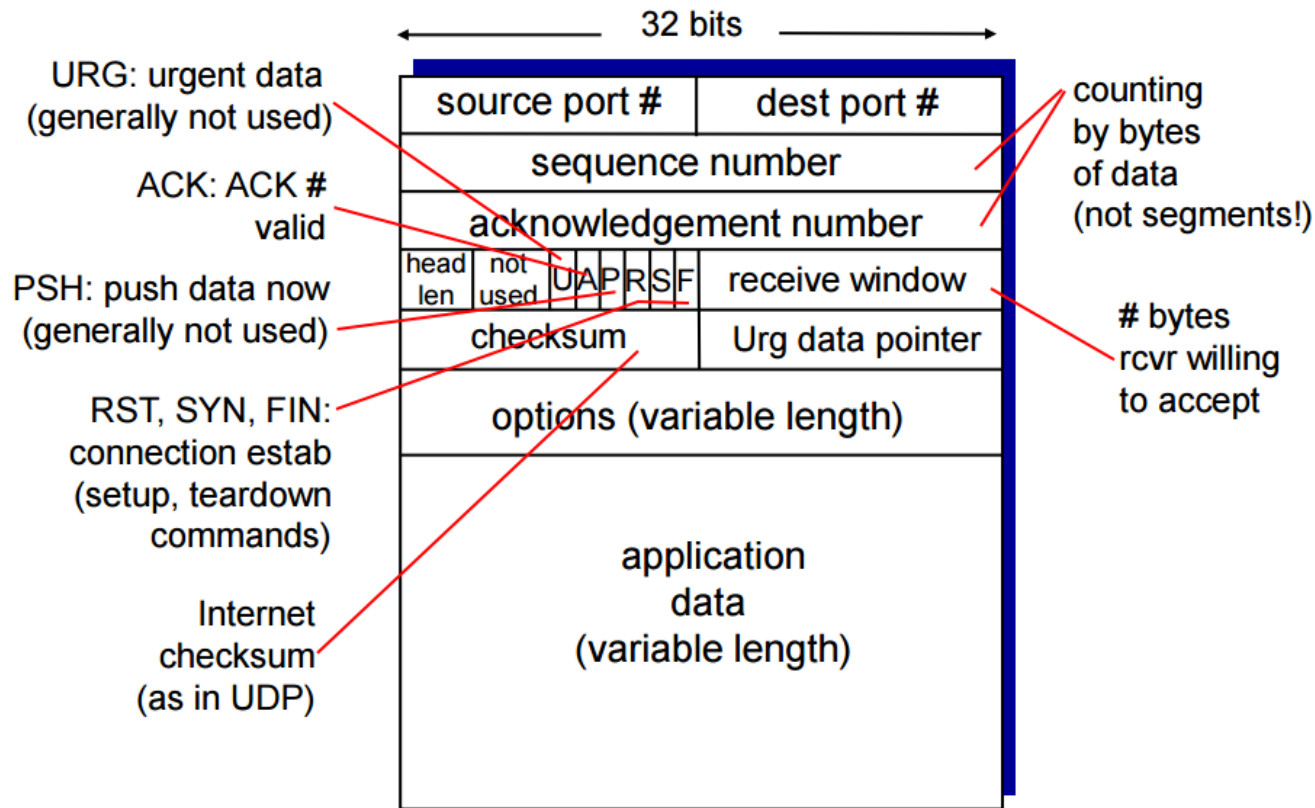 32 bits
URG: urgent data
(generally not used)
ACK: ACK #
valid
PSH: push data now
(generally not used)
RST, SYN, FIN:
connection estab
(setup, teardown
commands)
Internet
checksum
(as in UDP)
source port #
dest port #
sequence number
acknowledgement number
head
len
not
used
U
A
P
R
S
F
receive window
checksum
Urg data pointer
options (variable length)
application
data
(variable length)
counting
by bytes
of data
(not segments!)
# bytes
rcvr willing
to accept